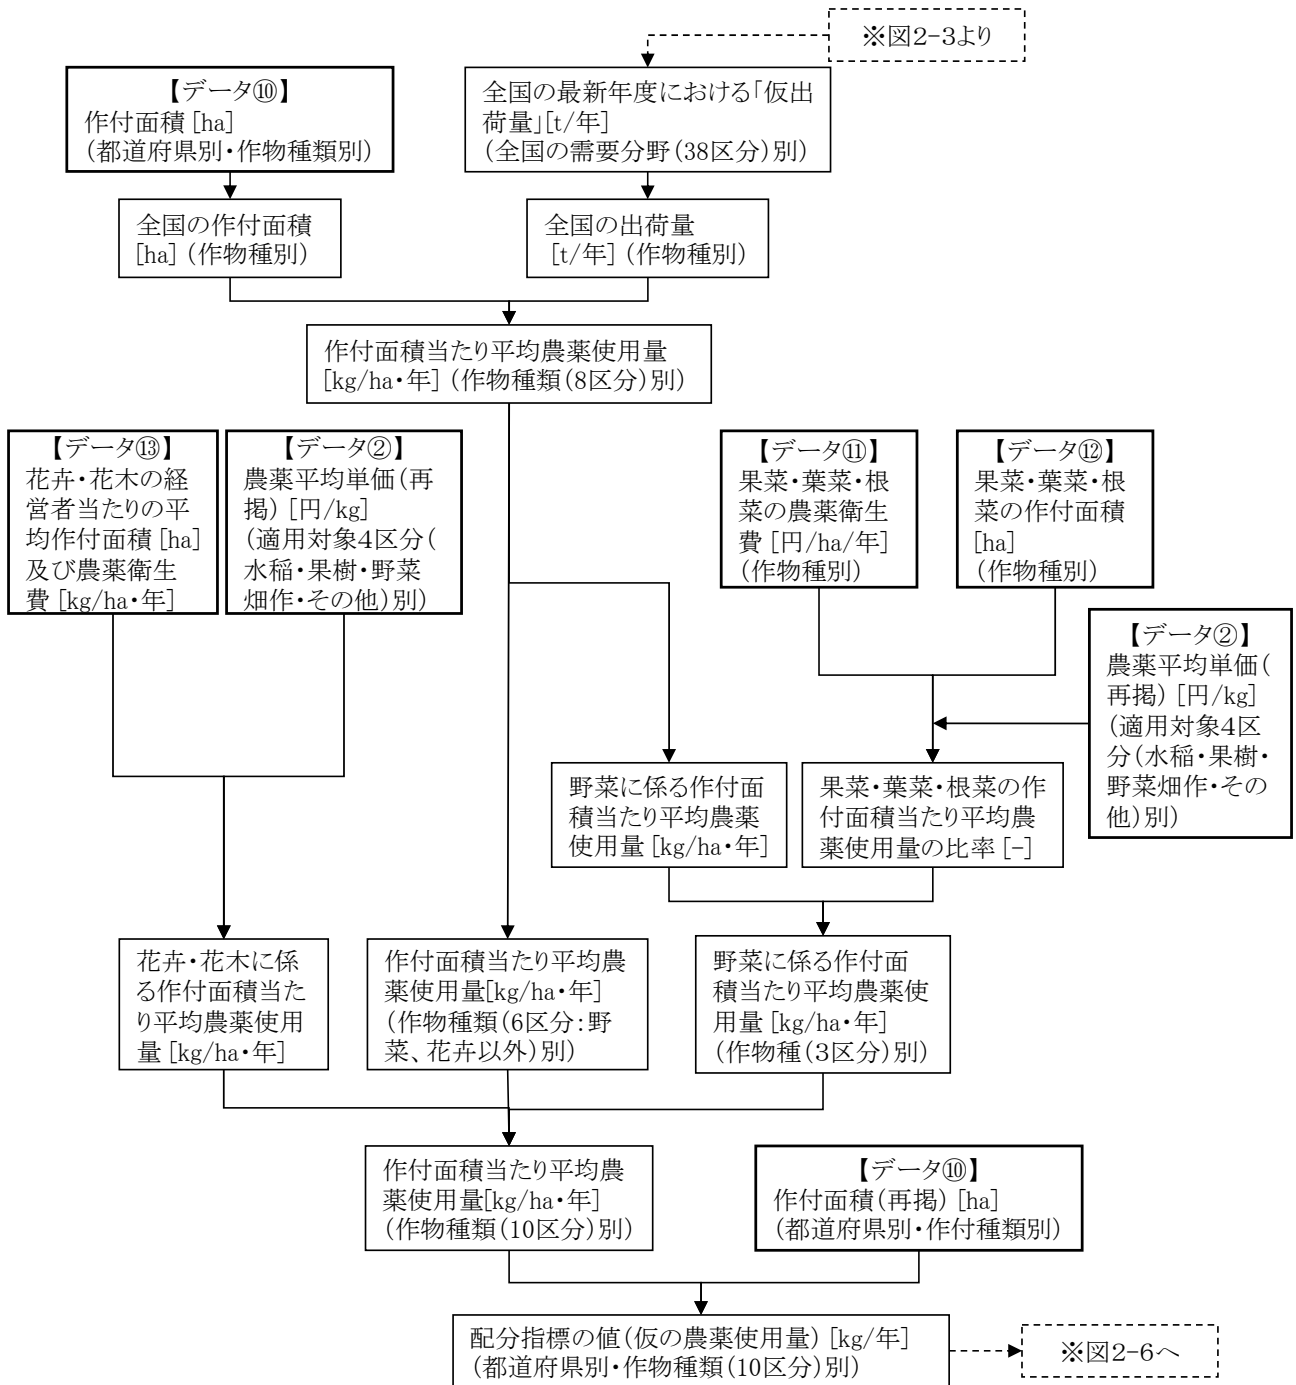 ※図2-3より
【データ⑩】
作付面積［ha］
（都道府県別・作物種類別）
全国の最新年度における「仮出
荷量」［t/年］
（全国の需要分野（38区分）別）
全国の作付面積
［ha］（作物種別）
全国の出荷量
［t/年］（作物種別）
作付面積当たり平均農薬使用量
［kg/ha・年］（作物種類（8区分）別）
【データ⑬】
花卉・花木の経
営者当たりの平
均作付面積［ha］
及び農薬衛生
費［kg/ha・年］
【データ②】
農薬平均単価（再
掲）［円/kg］
（適用対象4区分（
水稲・果樹・野菜
畑作・その他）別）
【データ⑪】
果菜・葉菜・根
菜の農薬衛生
費［円/ha/年］
（作物種別）
【データ⑫】
果菜・葉菜・根
菜の作付面積
［ha］
（作物種別）
【データ②】
農薬平均単価（
再掲）［円/kg］
（適用対象4区
分（水稲・果樹・
野菜畑作・その
他）別）
野菜に係る作付面
積当たり平均農薬
使用量［kg/ha・年］
果菜・葉菜・根菜の作
付面積当たり平均農
薬使用量の比率［-］
花卉・花木に係
る作付面積当た
り平均農薬使用
量［kg/ha・年］
作付面積当たり平均農
薬使用量[kg/ha・年］
（作物種類（6区分：野
菜、花卉以外）別）
野菜に係る作付面
積当たり平均農薬使
用量［kg/ha・年］
（作物種（3区分）別）
作付面積当たり平均農
薬使用量[kg/ha・年］
（作物種類（10区分）別）
【データ⑩】
作付面積（再掲）［ha］
（都道府県別・作付種類別）
配分指標の値（仮の農薬使用量）［kg/年］
（都道府県別・作物種類（10区分）別）
※図2-6へ